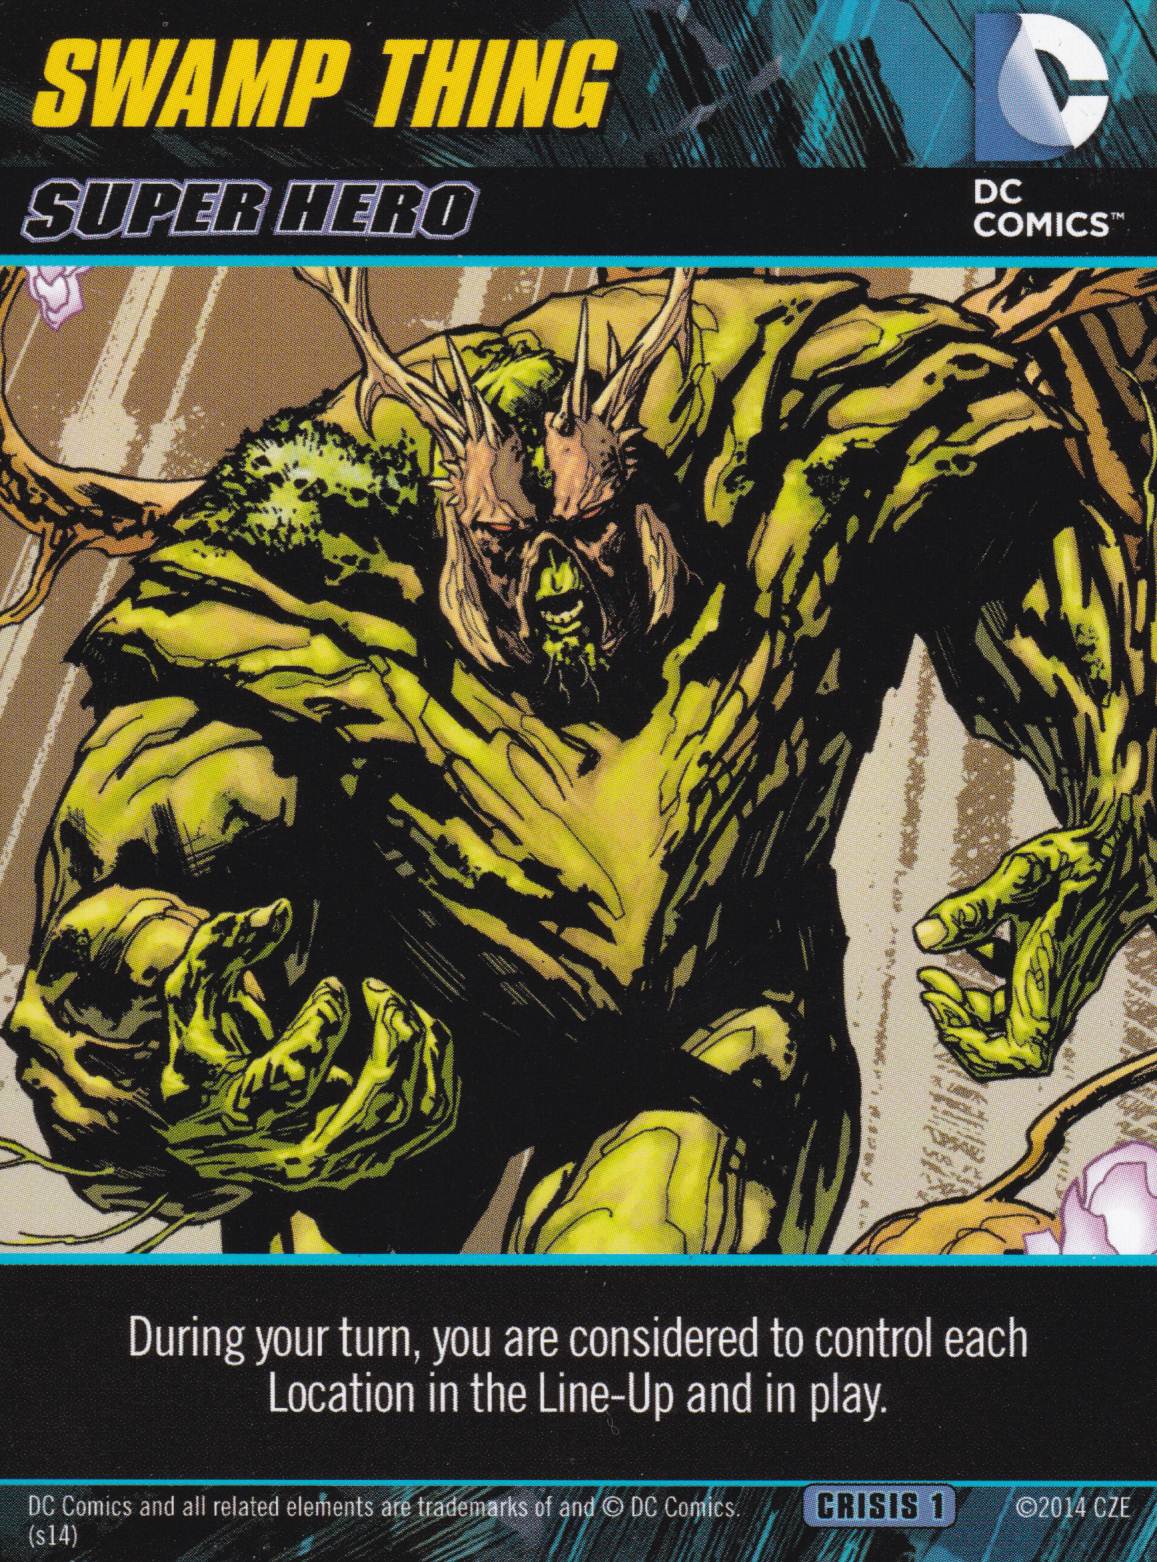 SWAMP THING
SUPER HERO
DC
COMICS™
During your turn, you are considered to control each
Location in the Line-Up and in play.
DC Comics and all related elements are trademarks of and © DC Comics.
(s14)
CRISIS 1
©2014 CZE